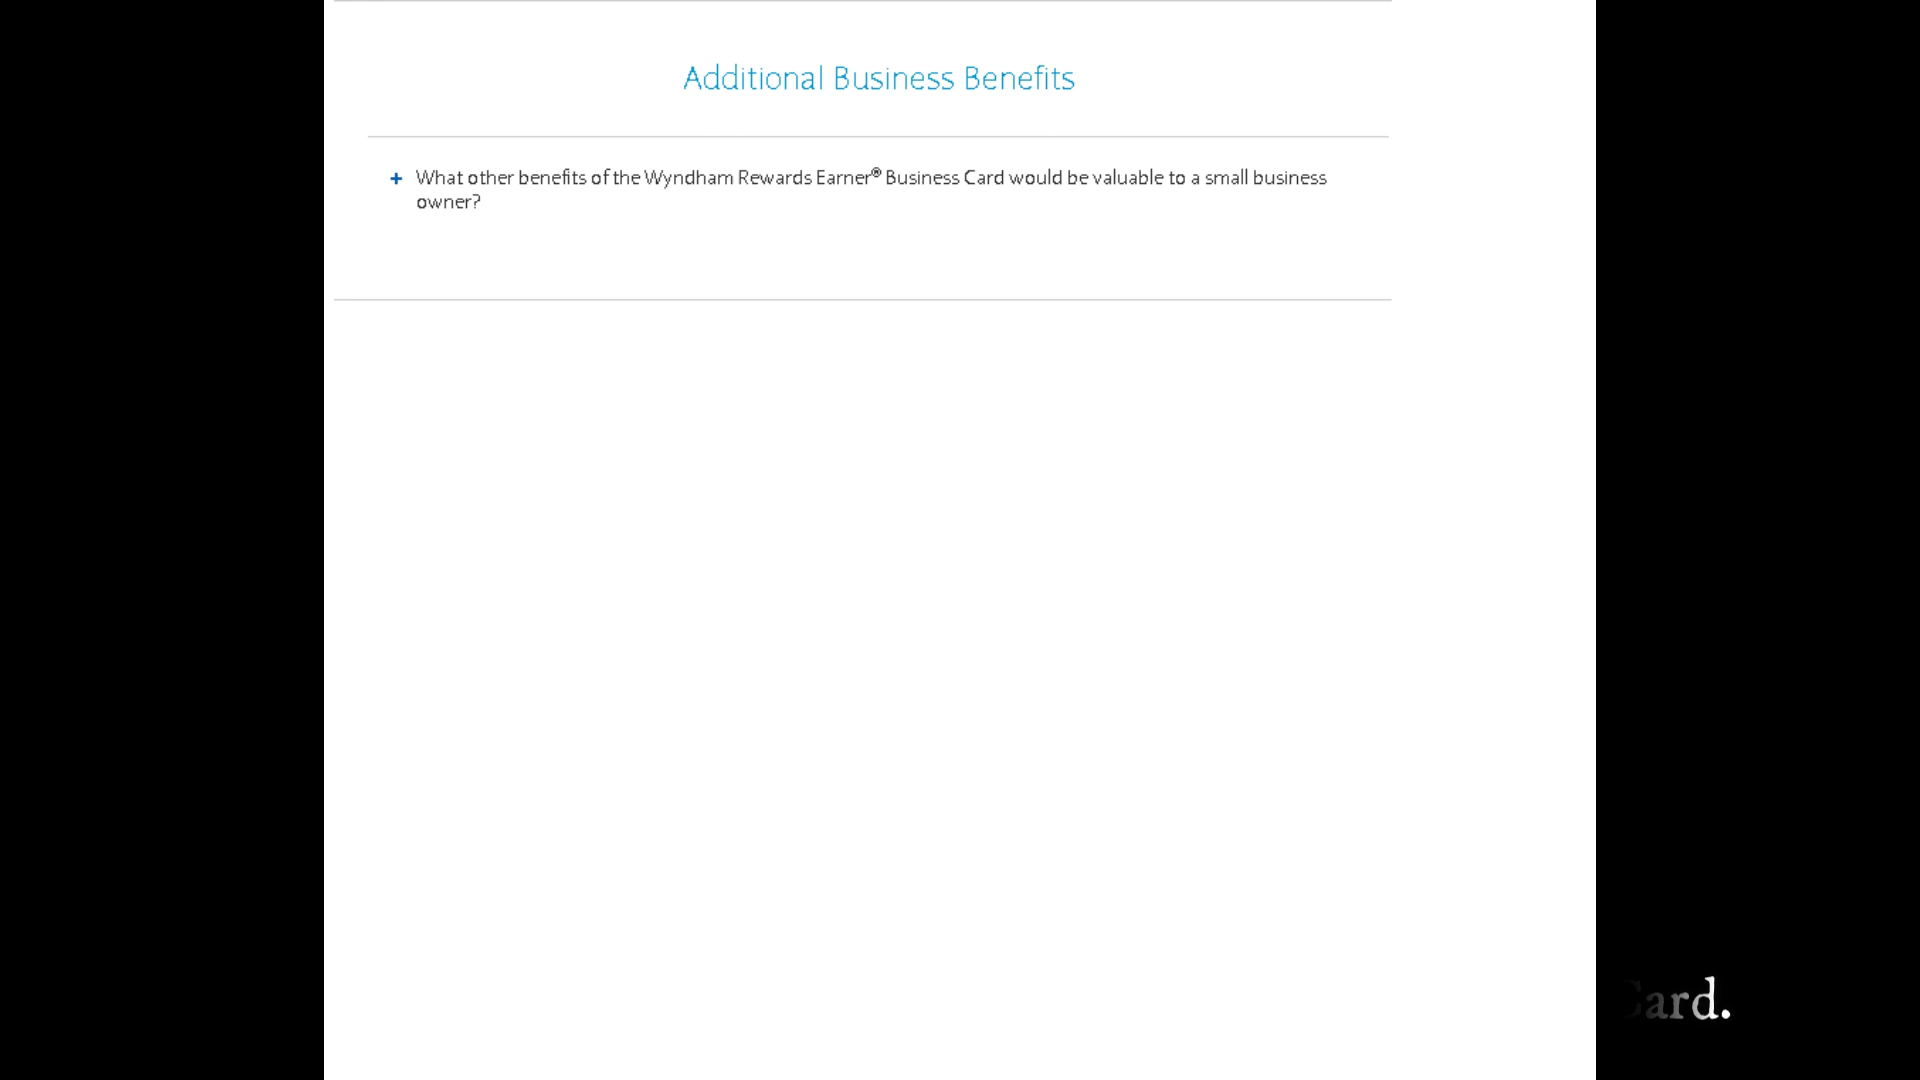 Additional Business Benefits
+ What other benefits of the Wyndham Rewards Earner® Business Card would be valuable to a small business
owner?
Card.